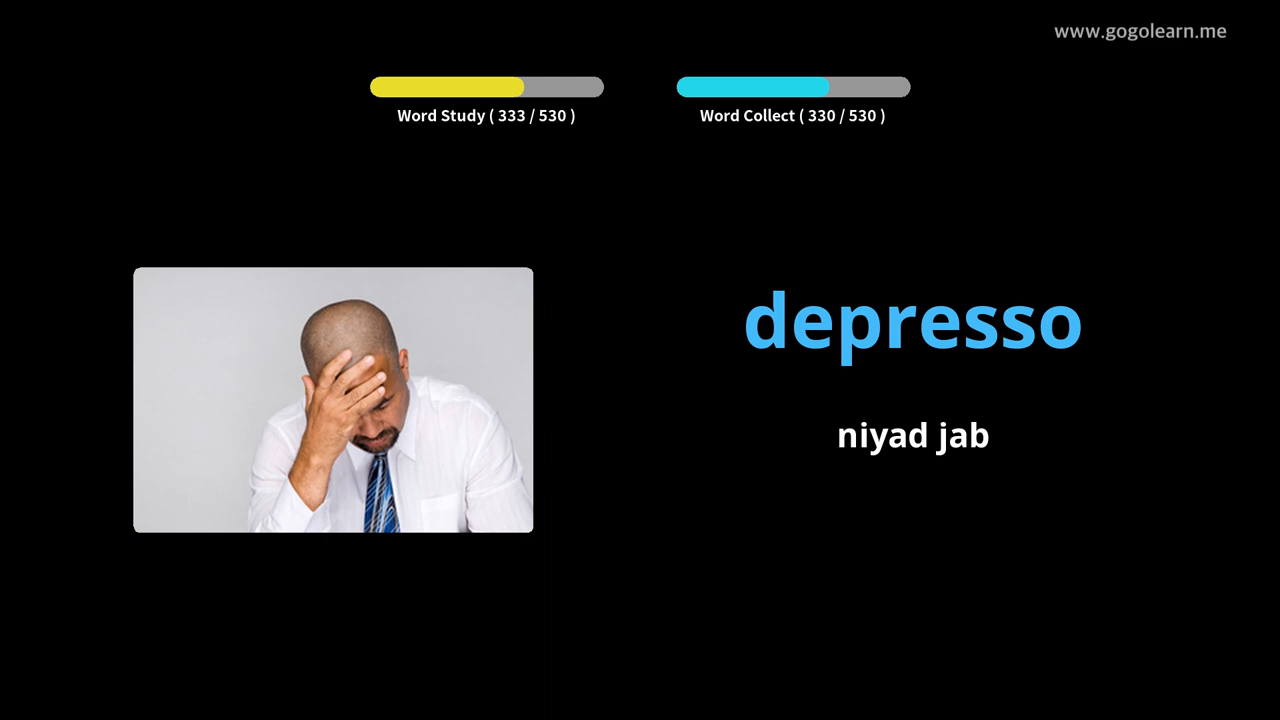 www.gogolearn.me
Word Study ( 333 / 530 )
Word Collect ( 330 / 530 )
depresso
niyad jab